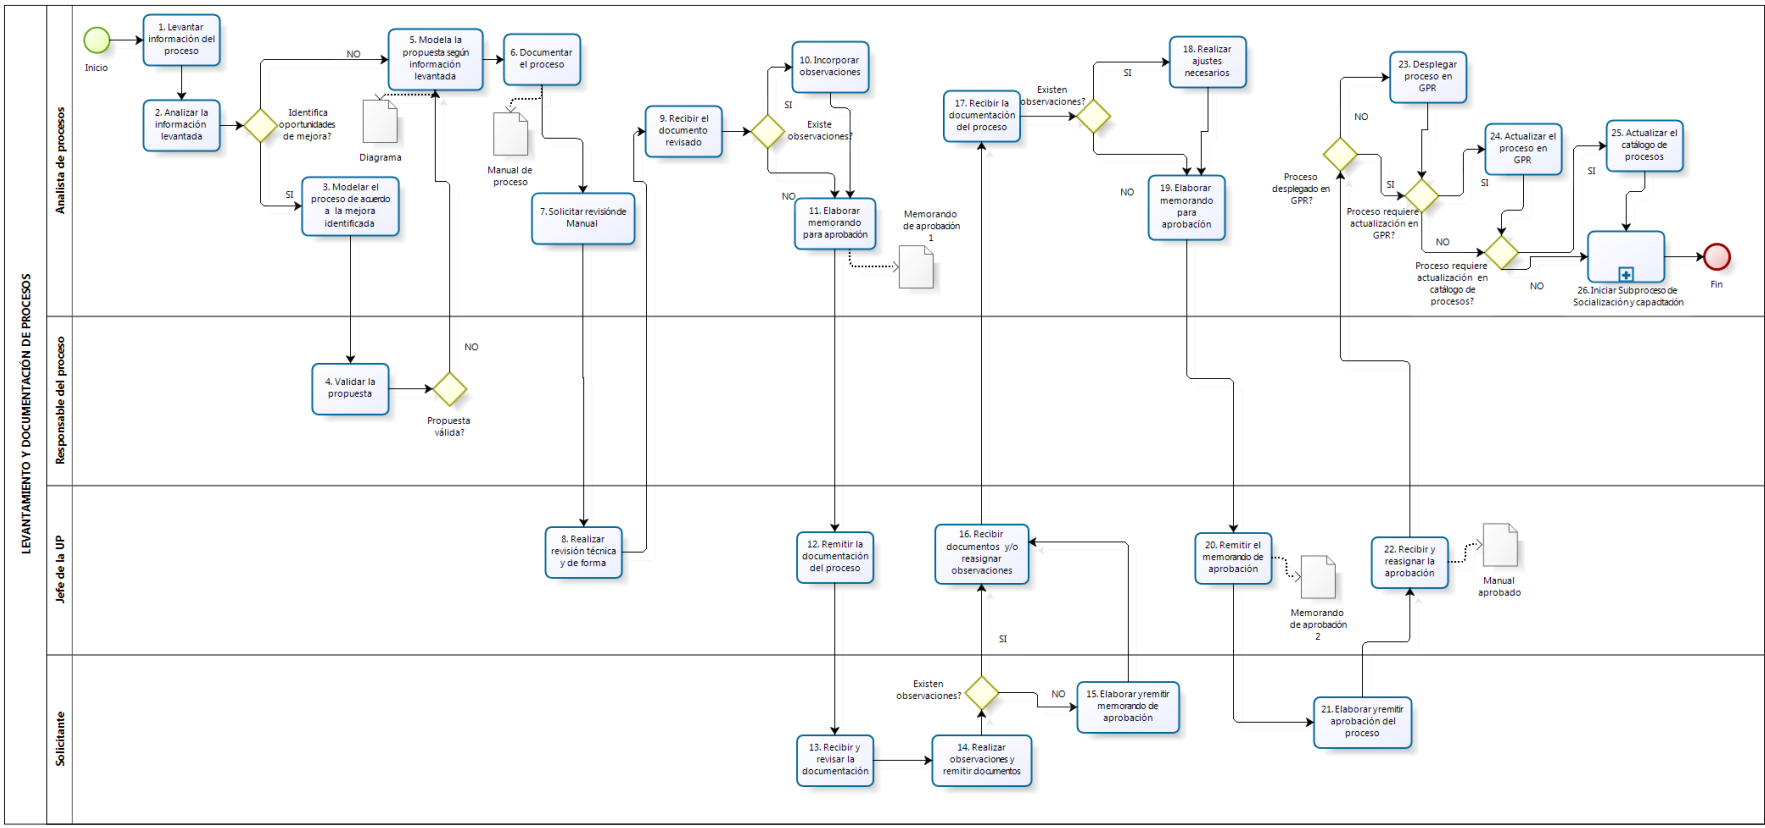 LEVANTAMIENTO Y DOCUMENTACIÓN DE PROCESOS
Analista de procesos
Inicio
1. Levantar
información del
proceso
2. Analizar la
información
levantada
Identifica
oportunidades
de mejora?
NO
SI
3. Modelar el
proceso de acuerdo
a la mejora
identificada
5. Modela la
propuesta según
información
levantada
Diagrama
6. Documentar
el proceso
Manual de
proceso
7. Solicitar revisión de
Manual
9. Recibir el
documento
revisado
Existe
observaciones?
SI
NO
10. Incorporar
observaciones
11. Elaborar
memorando
para aprobación
Memorando
de aprobación
1
17. Recibir la
documentación
del proceso
Existen
observaciones?
SI
NO
18. Realizar
ajustes
necesarios
19. Elaborar
memorando
para
aprobación
Proceso
desplegado en
GPR?
NO
SI
23. Desplegar
proceso en
GPR
Proceso requiere
actualización en
GPR?
SI
NO
24. Actualizar el
proceso en
GPR
Proceso requiere
actualización en
catálogo de
procesos?
SI
NO
25. Actualizar el
catálogo de
procesos
26. Iniciar Subproceso de
Socialización y capacitación
Fin
Responsable del proceso
4. Validar la
propuesta
Propuesta
válida?
NO
Jefe de la UP
8. Realizar
revisión técnica
y de forma
12. Remitir la
documentación
del proceso
16. Recibir
documentos y/o
reasignar
observaciones
20. Remitir el
memorando de
aprobación
Memorando
de aprobación
2
22. Recibir y
reasignar la
aprobación
Manual
aprobado
Solicitante
13. Recibir y
revisar la
documentación
14. Realizar
observaciones y
remitir documentos
Existen
observaciones?
SI
NO
15. Elaborar y remitir
memorando de
aprobación
21. Elaborar y remitir
aprobación del
proceso